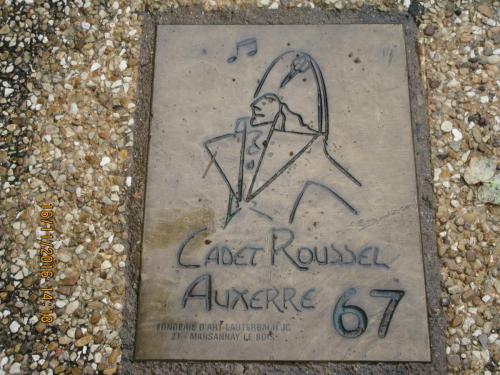 CADET ROUSSEL
AUXERRE 67
FONDERIE D'ART-LAUTERBACH JC
21 - MARSANNAY LE BOIS
16/11/2016 14:18